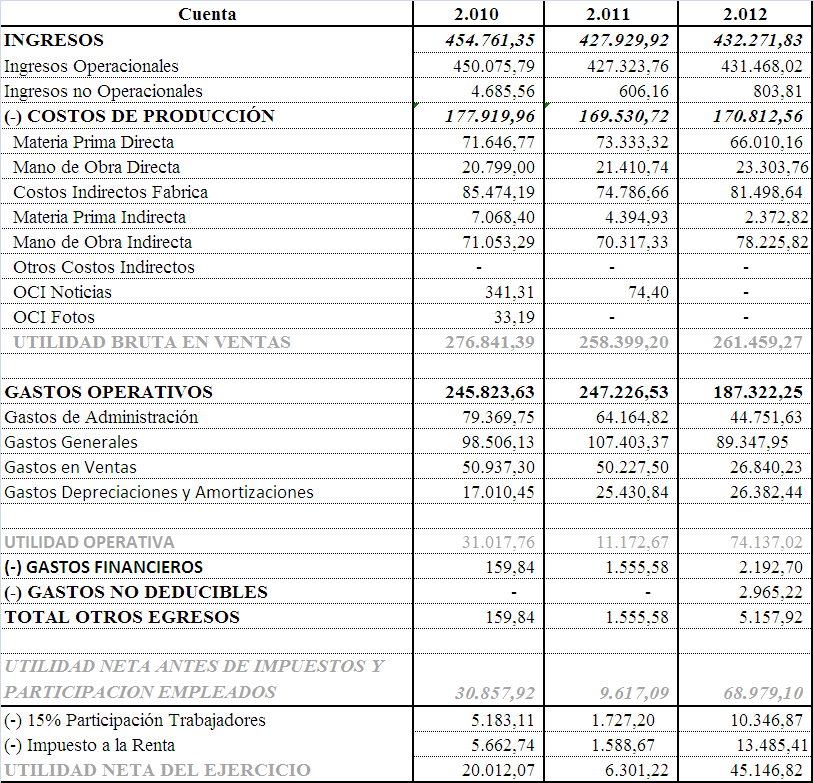 Cuenta 2.010 2.011 2.012
INGRESOS 454.761,35 427.929,92 432.271,83
Ingresos Operacionales 450.075,79 427.323,76 431.468,02
Ingresos no Operacionales 4.685,56 606,16 803,81
(-) COSTOS DE PRODUCCIÓN 177.919,96 169.530,72 170.812,56
Materia Prima Directa 71.646,77 73.333,32 66.010,16
Mano de Obra Directa 20.799,00 21.410,74 23.303,76
Costos Indirectos Fabrica 85.474,19 74.786,66 81.498,64
Materia Prima Indirecta 7.068,40 4.394,93 2.372,82
Mano de Obra Indirecta 71.053,29 70.317,33 78.225,82
Otros Costos Indirectos - - -
OCI Noticias 341,31 74,40 -
OCI Fotos 33,19 - -
UTILIDAD BRUTA EN VENTAS 276.841,39 258.399,20 261.459,27
GASTOS OPERATIVOS 245.823,63 247.226,53 187.322,25
Gastos de Administración 79.369,75 64.164,82 44.751,63
Gastos Generales 98.506,13 107.403,37 89.347,95
Gastos en Ventas 50.937,30 50.227,50 26.840,23
Gastos Depreciaciones y Amortizaciones 17.010,45 25.430,84 26.382,44
UTILIDAD OPERATIVA 31.017,76 11.172,67 74.137,02
(-) GASTOS FINANCIEROS 159,84 1.555,58 2.192,70
(-) GASTOS NO DEDUCIBLES - - 2.965,22
TOTAL OTROS EGRESOS 159,84 1.555,58 5.157,92
UTILIDAD NETA ANTES DE IMPUESTOS Y
PARTICIPACION EMPLEADOS 30.857,92 9.617,09 68.979,10
(-) 15% Participación Trabajadores 5.183,11 1.727,20 10.346,87
(-) Impuesto a la Renta 5.662,74 1.588,67 13.485,41
UTILIDAD NETA DEL EJERCICIO 20.012,07 6.301,22 45.146,82